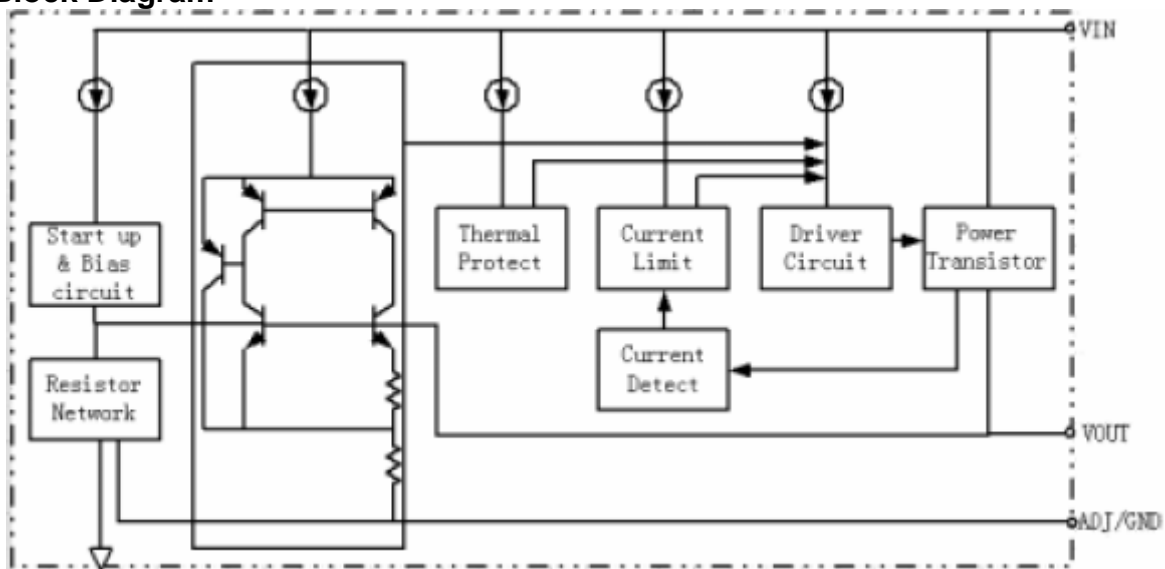 Block Diagram
VIN
Start up
& Bias
circuit
Thermal
Protect
Current
Limit
Driver
Circuit
Power
Transistor
Resistor
Network
Current
Detect
VOUT
ADJ/GND